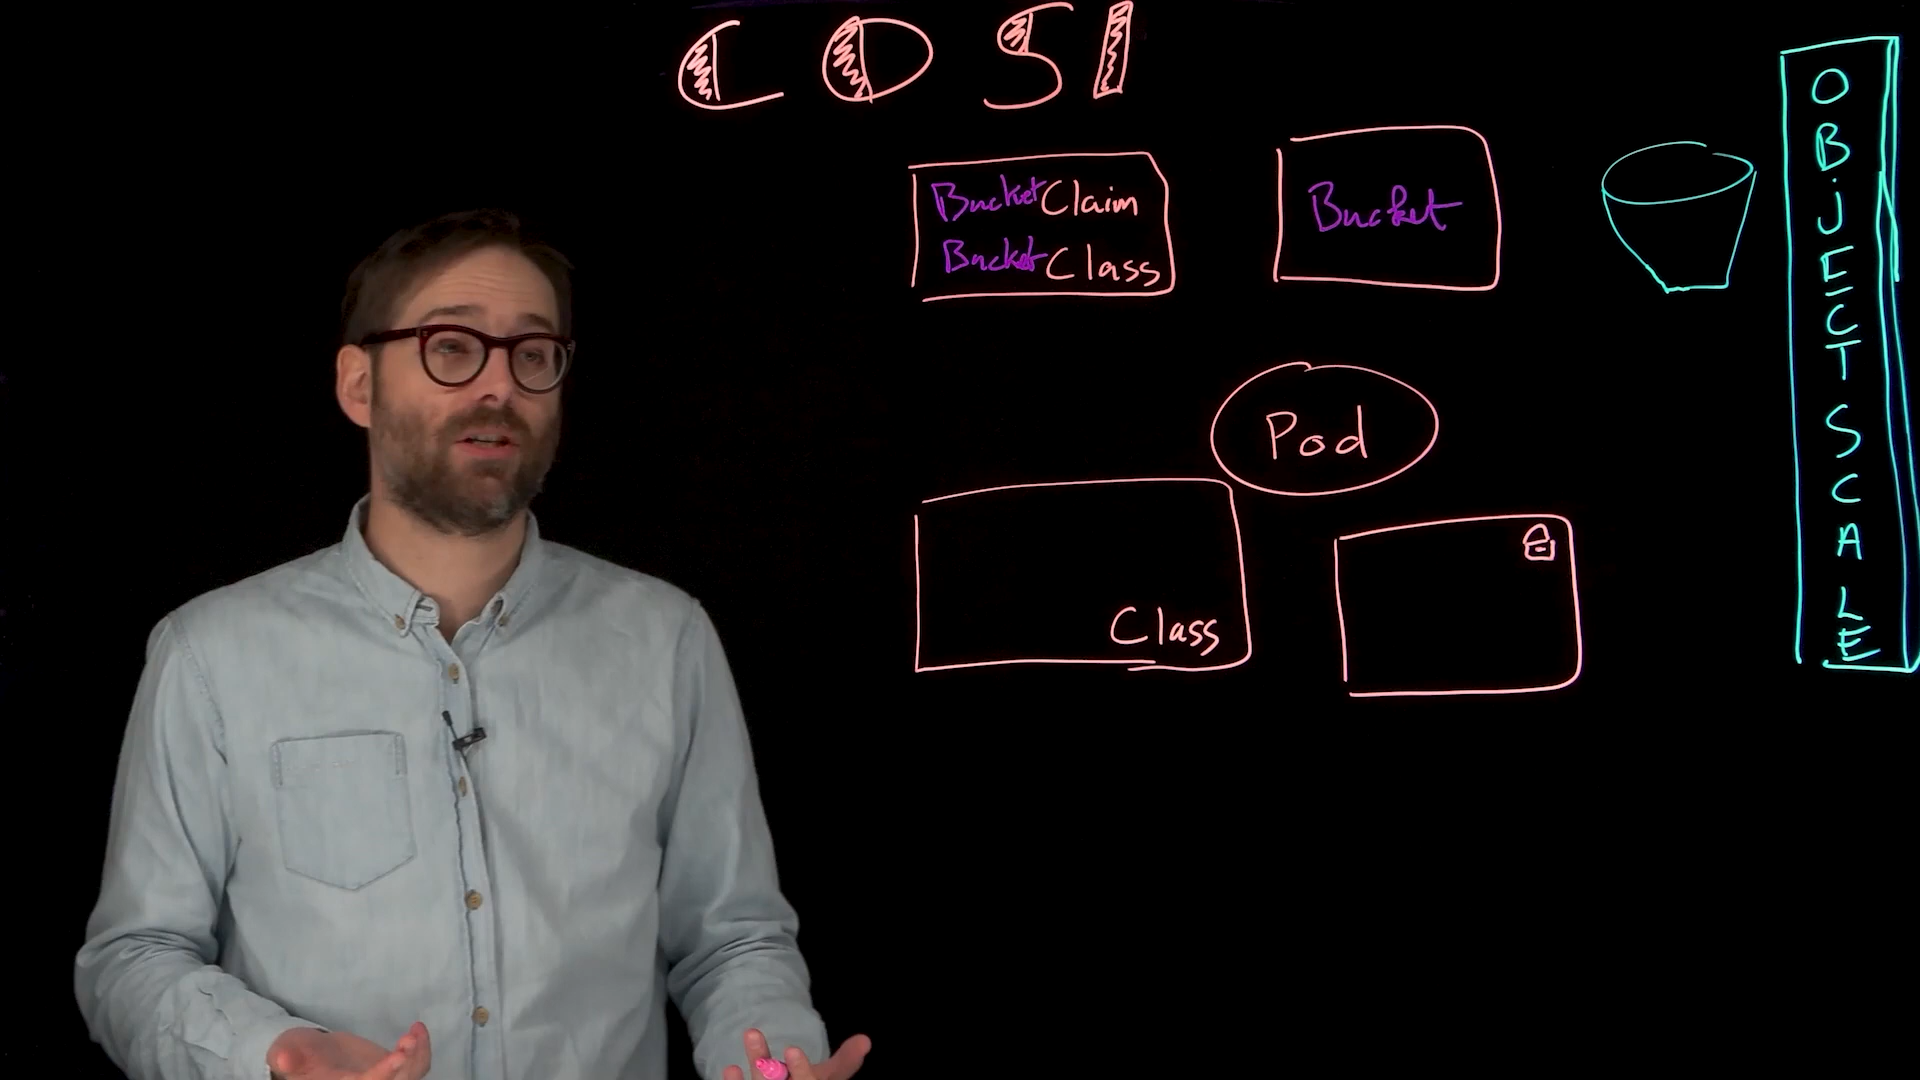 COSI
BucketClaim
BucketClass
Bucket
Pod
Class
OBJECTSCALE